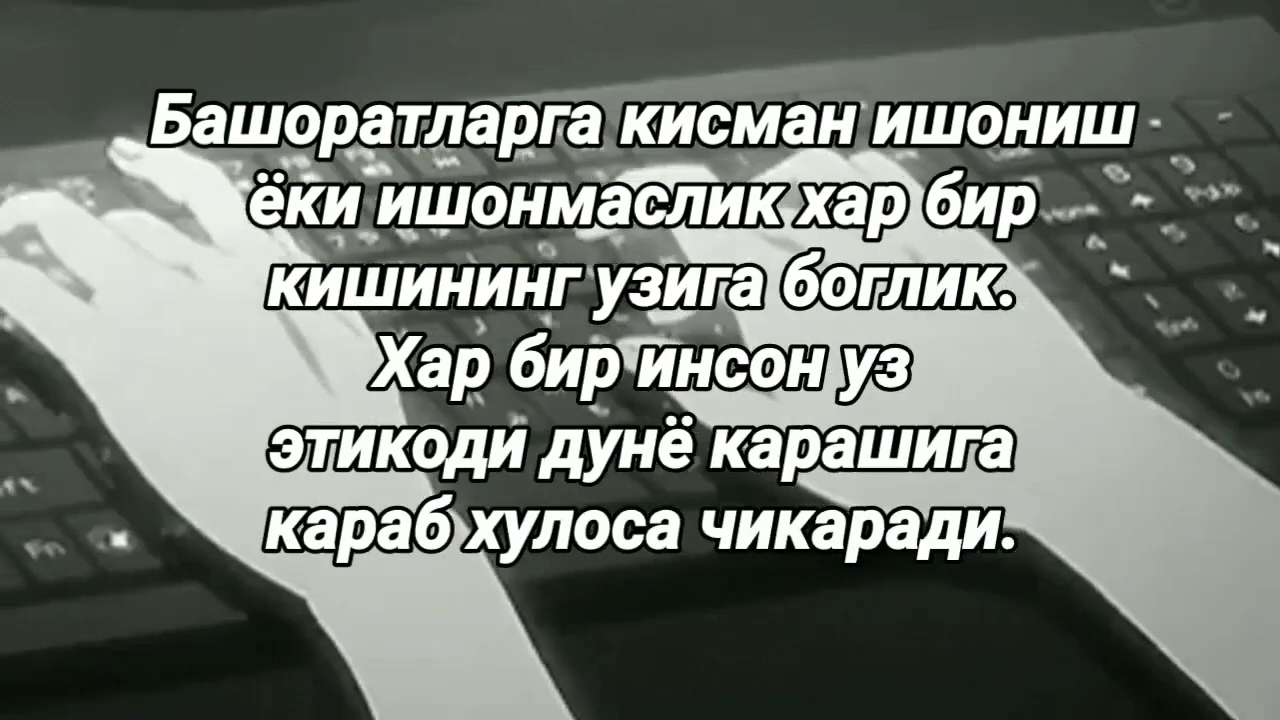 Башоратларга кисман ишониш
ёки ишонмаслик хар бир
кишининг узига боглик.
Хар бир инсон уз
этикоди дунё карашига
караб хулоса чикаради.